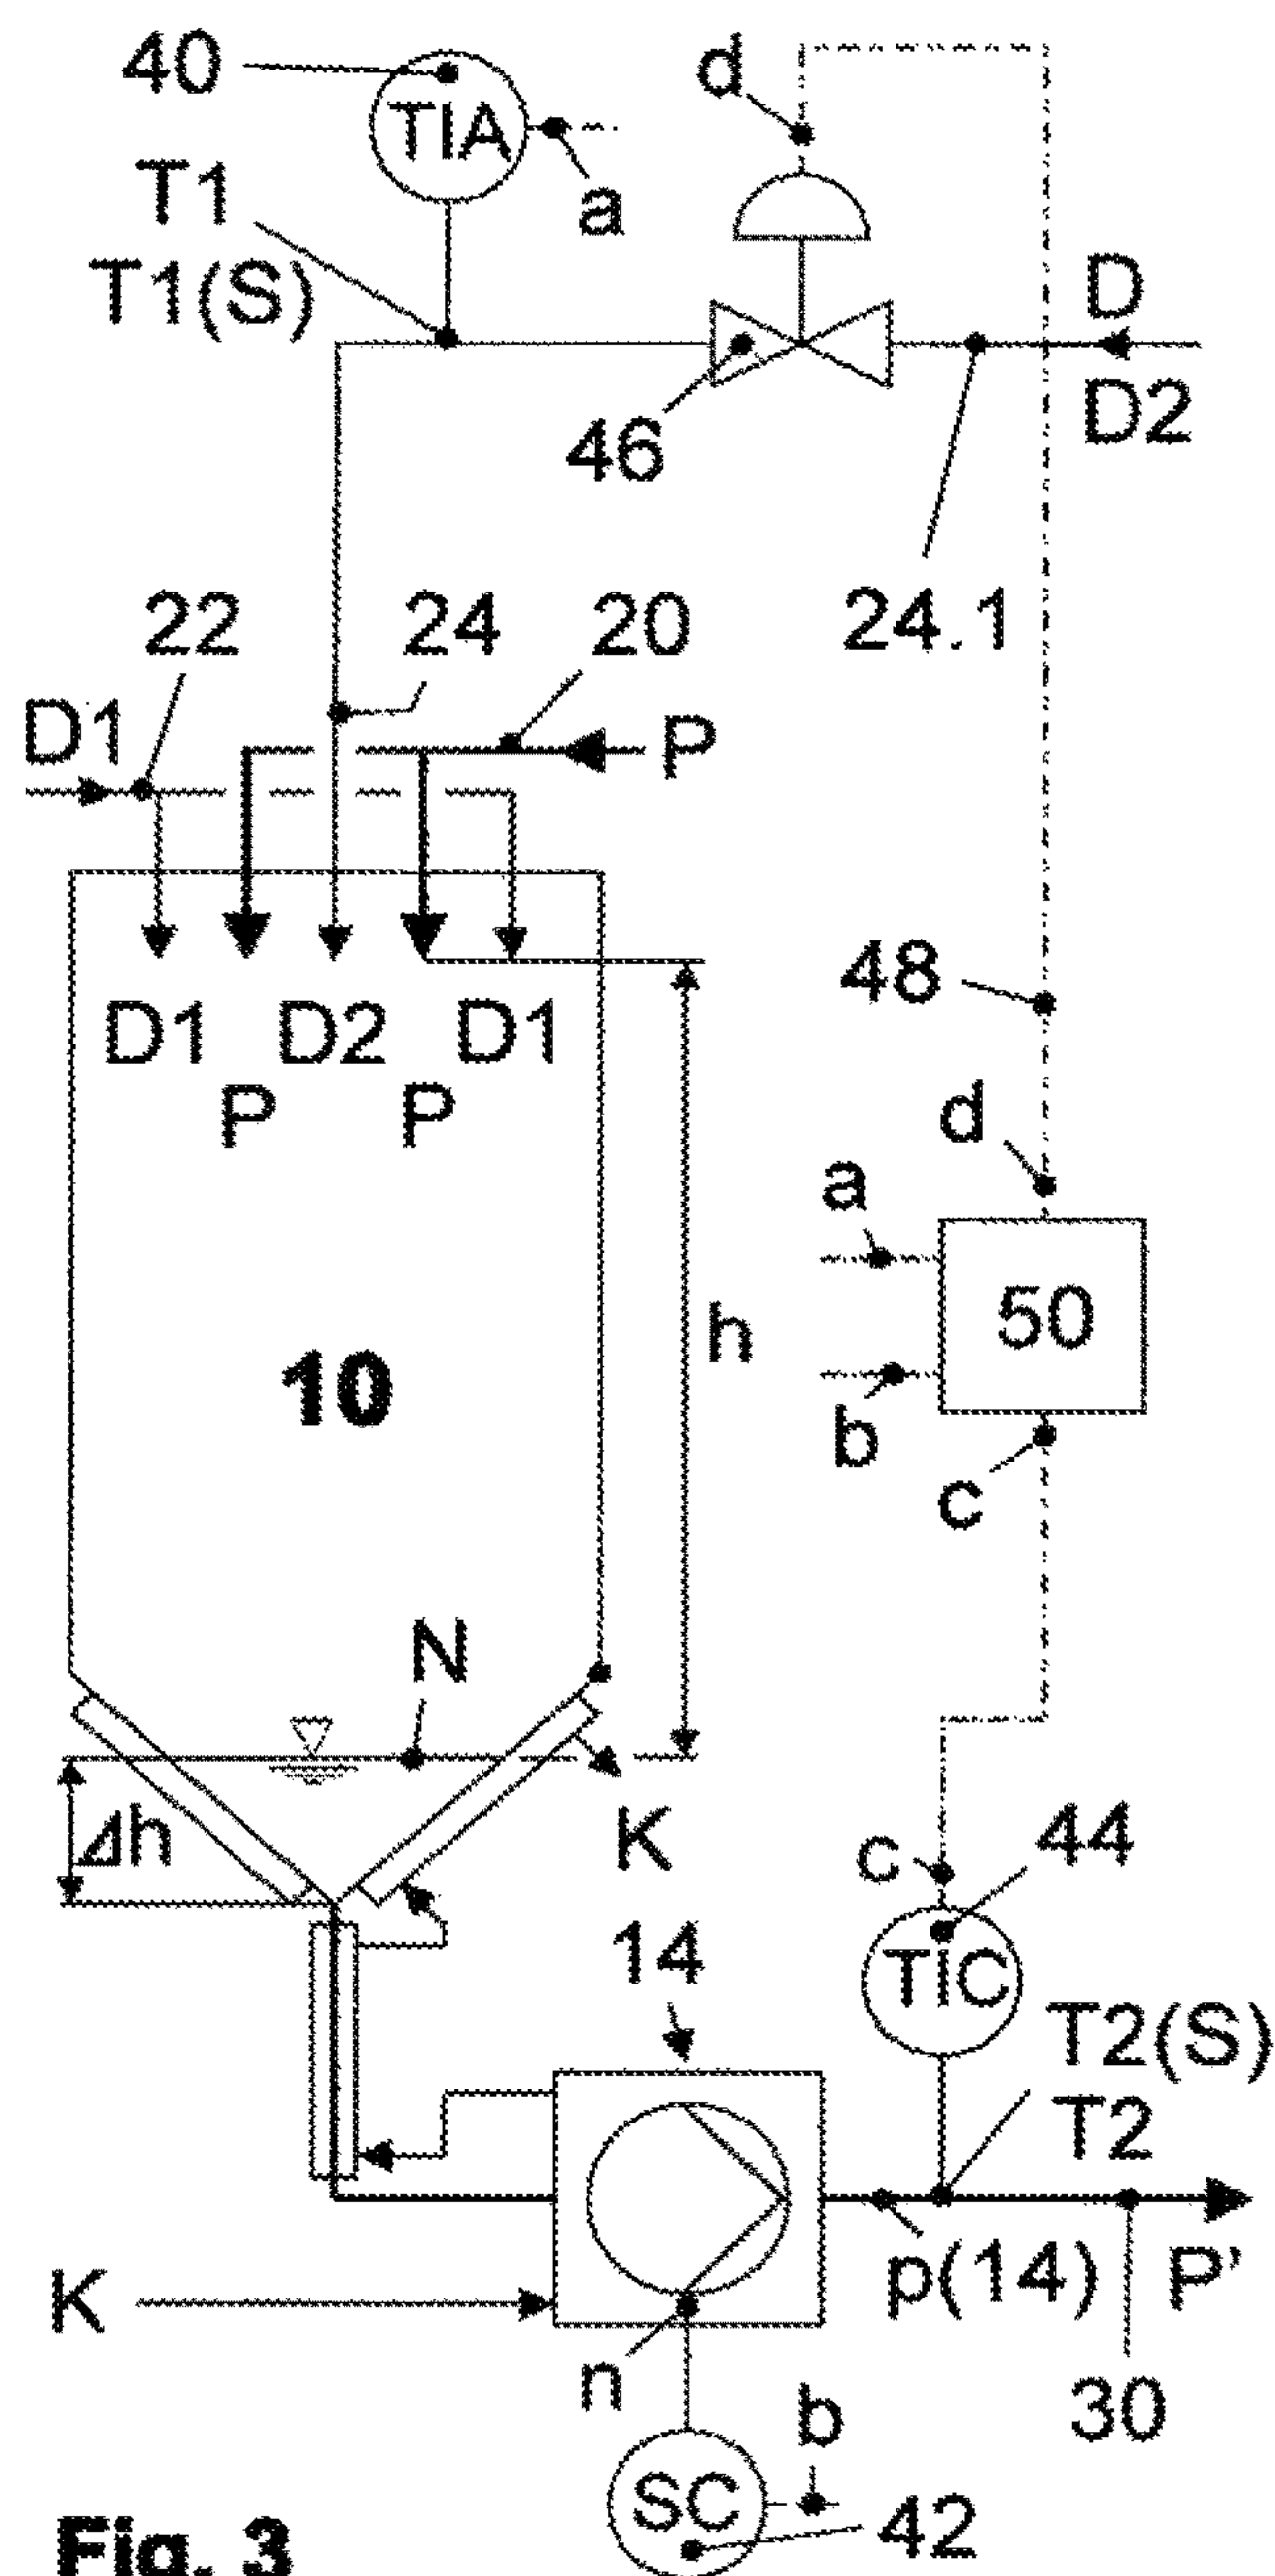 40
TIA
a
d
T1
T1(S)
D
D2
46
24.1
22
24
20
D1
P
D1
D2
D1
P
P
48
d
a
50
b
c
h
10
N
Δh
K
c
44
TIC
14
T2(S)
T2
p(14)
P'
K
n
30
b
SC
42
Fig. 3